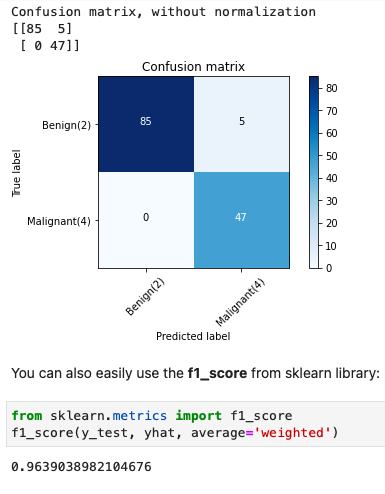 Confusion matrix, without normalization
[[85  5]
 [ 0 47]]
Confusion matrix
80
70
60
50
40
30
20
10
0
True label
Benign(2)
85
5
Malignant(4)
0
47
Benign(2)
Malignant(4)
Predicted label
You can also easily use the f1_score from sklearn library:
from sklearn.metrics import f1_score
f1_score(y_test, yhat, average='weighted')
0.9639038982104676